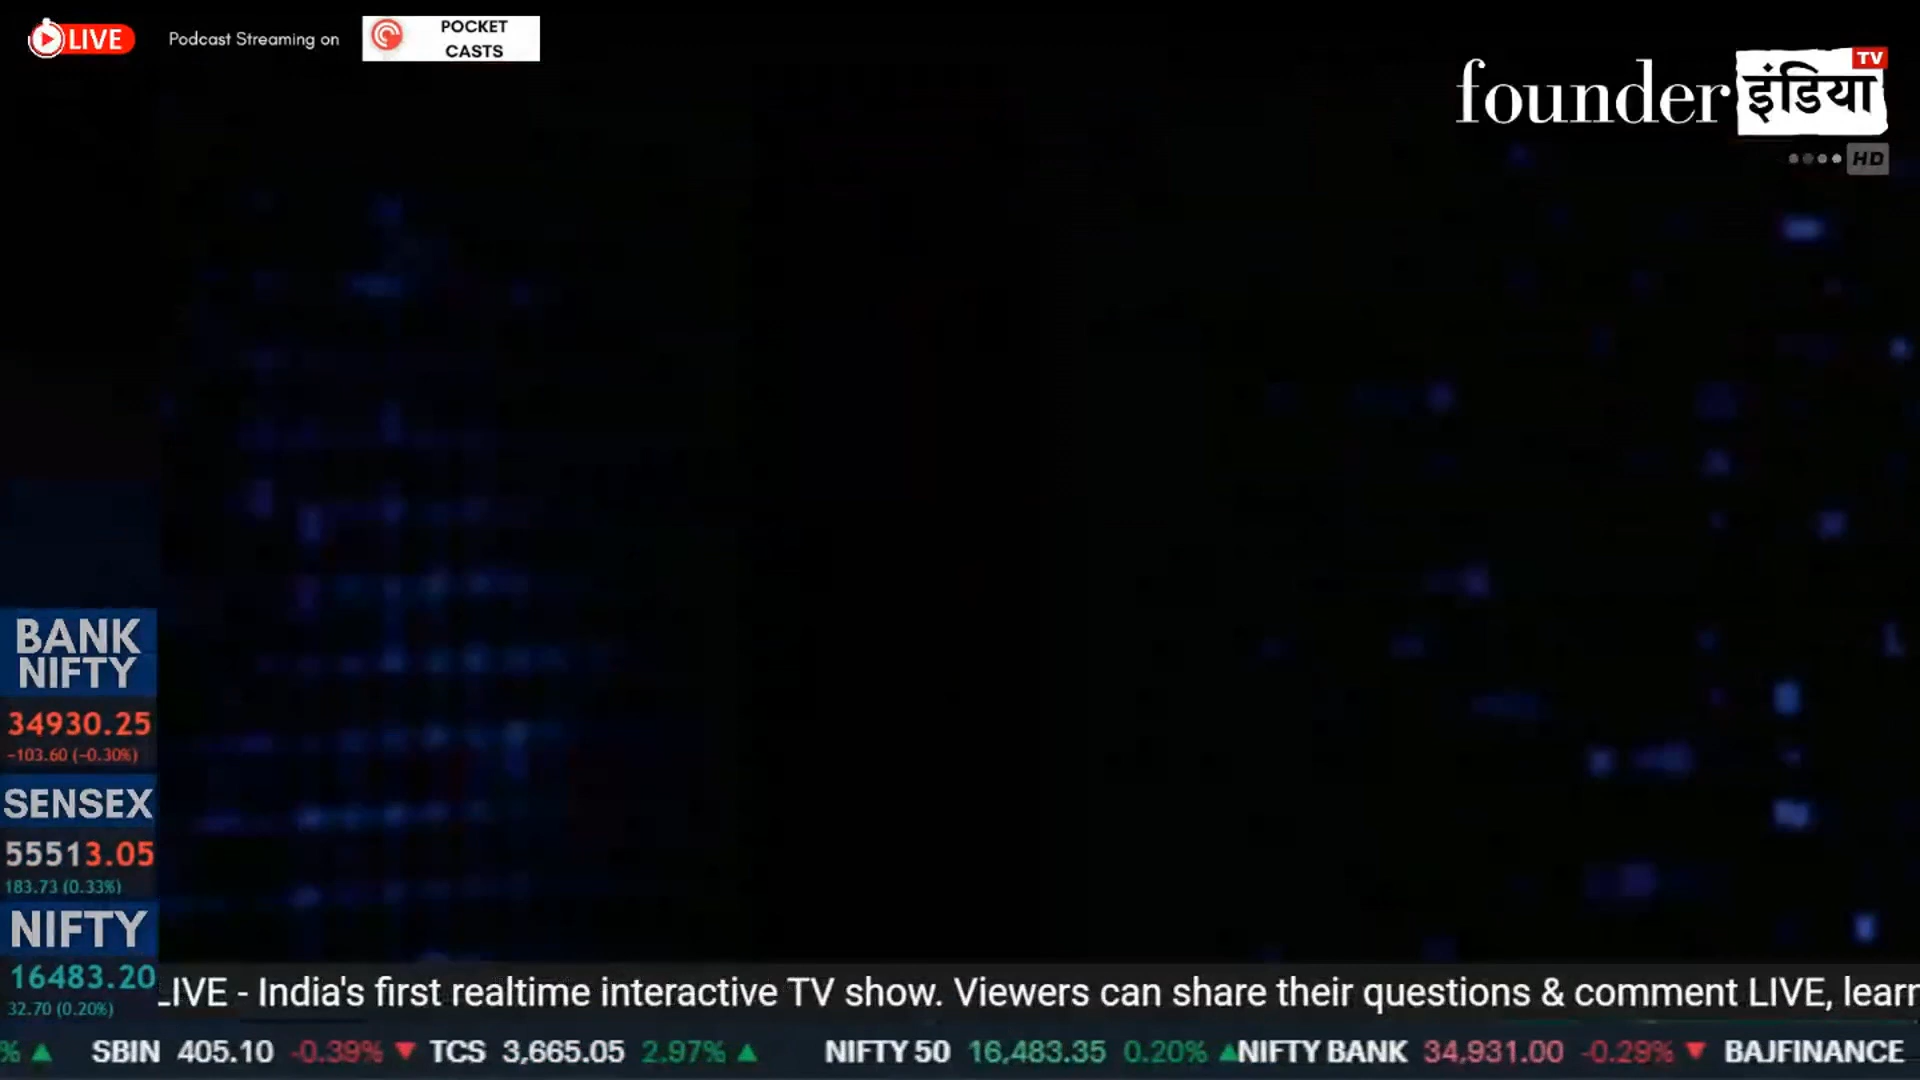 LIVE
Podcast Streaming on
POCKET
CASTS
founder इंडिया TV
HD
BANK
NIFTY
34930.25
-103.60 (-0.30%)
SENSEX
55513.05
183.73 (0.33%)
NIFTY
16483.20
32.70 (0.20%)
LIVE - India's first realtime interactive TV show. Viewers can share their questions & comment LIVE, learn
% ▲ SBIN 405.10 -0.39% ▼ TCS 3,665.05 2.97% ▲ NIFTY 50 16,483.35 0.20% ▲ NIFTY BANK 34,931.00 -0.29% ▼ BAJFINANCE